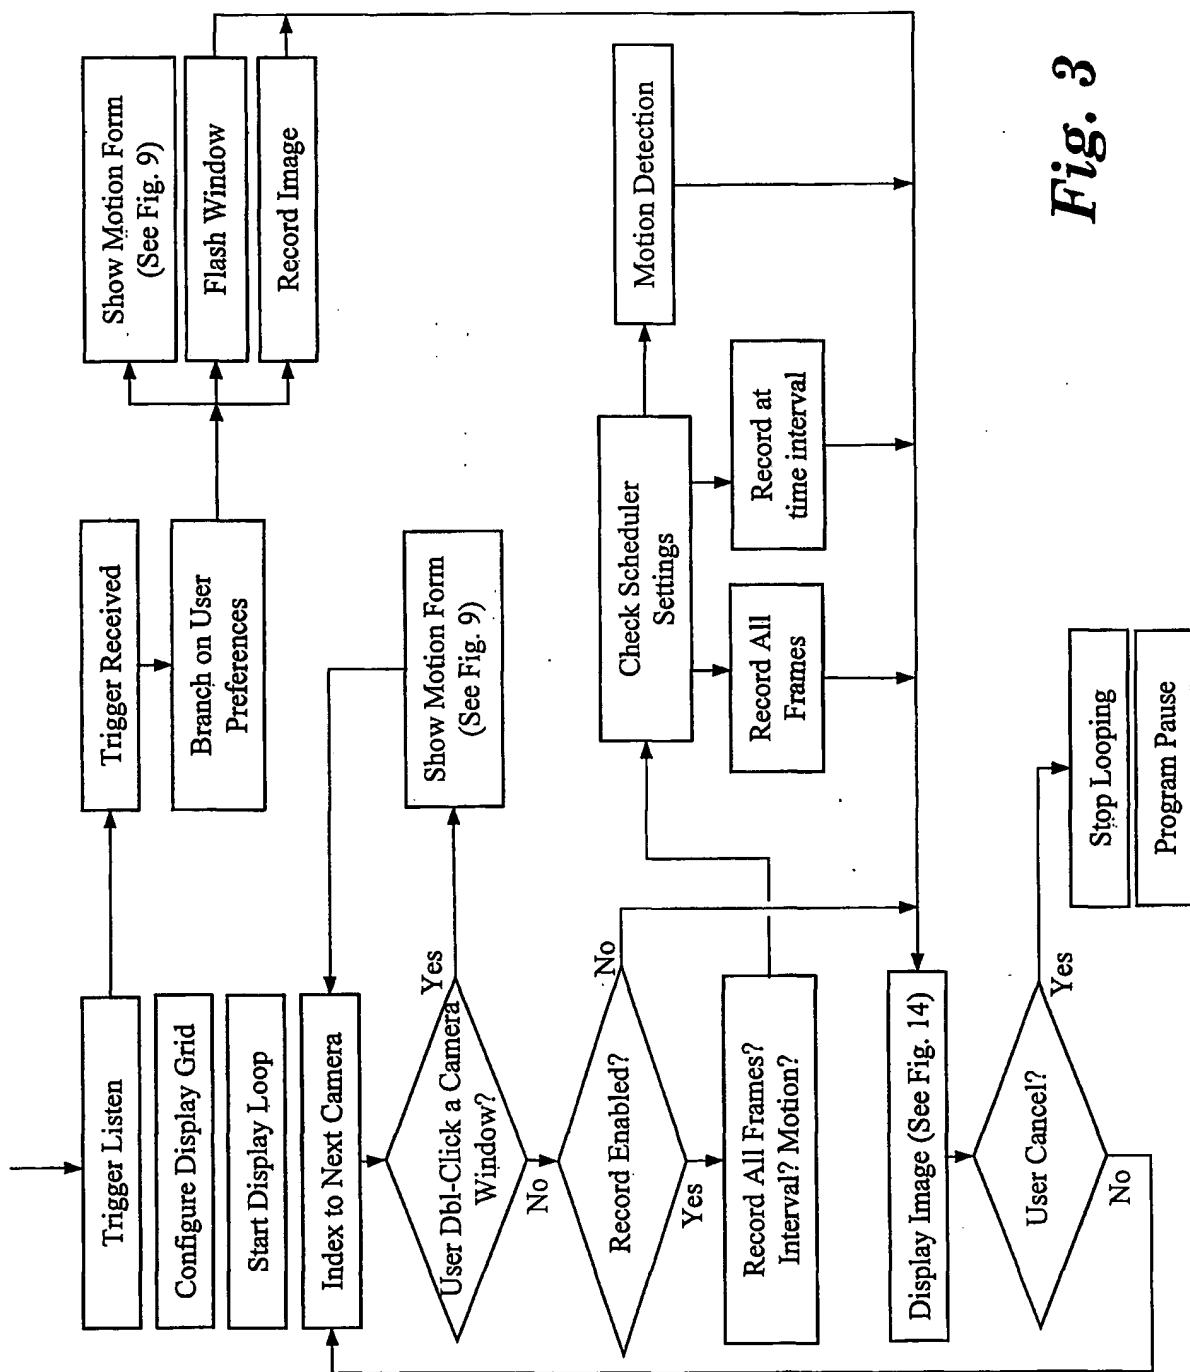 Trigger Listen
Configure Display Grid
Start Display Loop
Index to Next Camera
User Dbl-Click a Camera
Window?
Yes
No
Record Enabled?
No
Yes
Record All Frames?
Interval? Motion?
Display Image (See Fig. 14)
User Cancel?
Yes
No
Trigger Received
Branch on User
Preferences
Show Motion Form
(See Fig. 9)
Flash Window
Record Image
Show Motion Form
(See Fig. 9)
Check Scheduler
Settings
Record All
Frames
Record at
time interval
Motion Detection
Stop Looping
Program Pause
Fig. 3